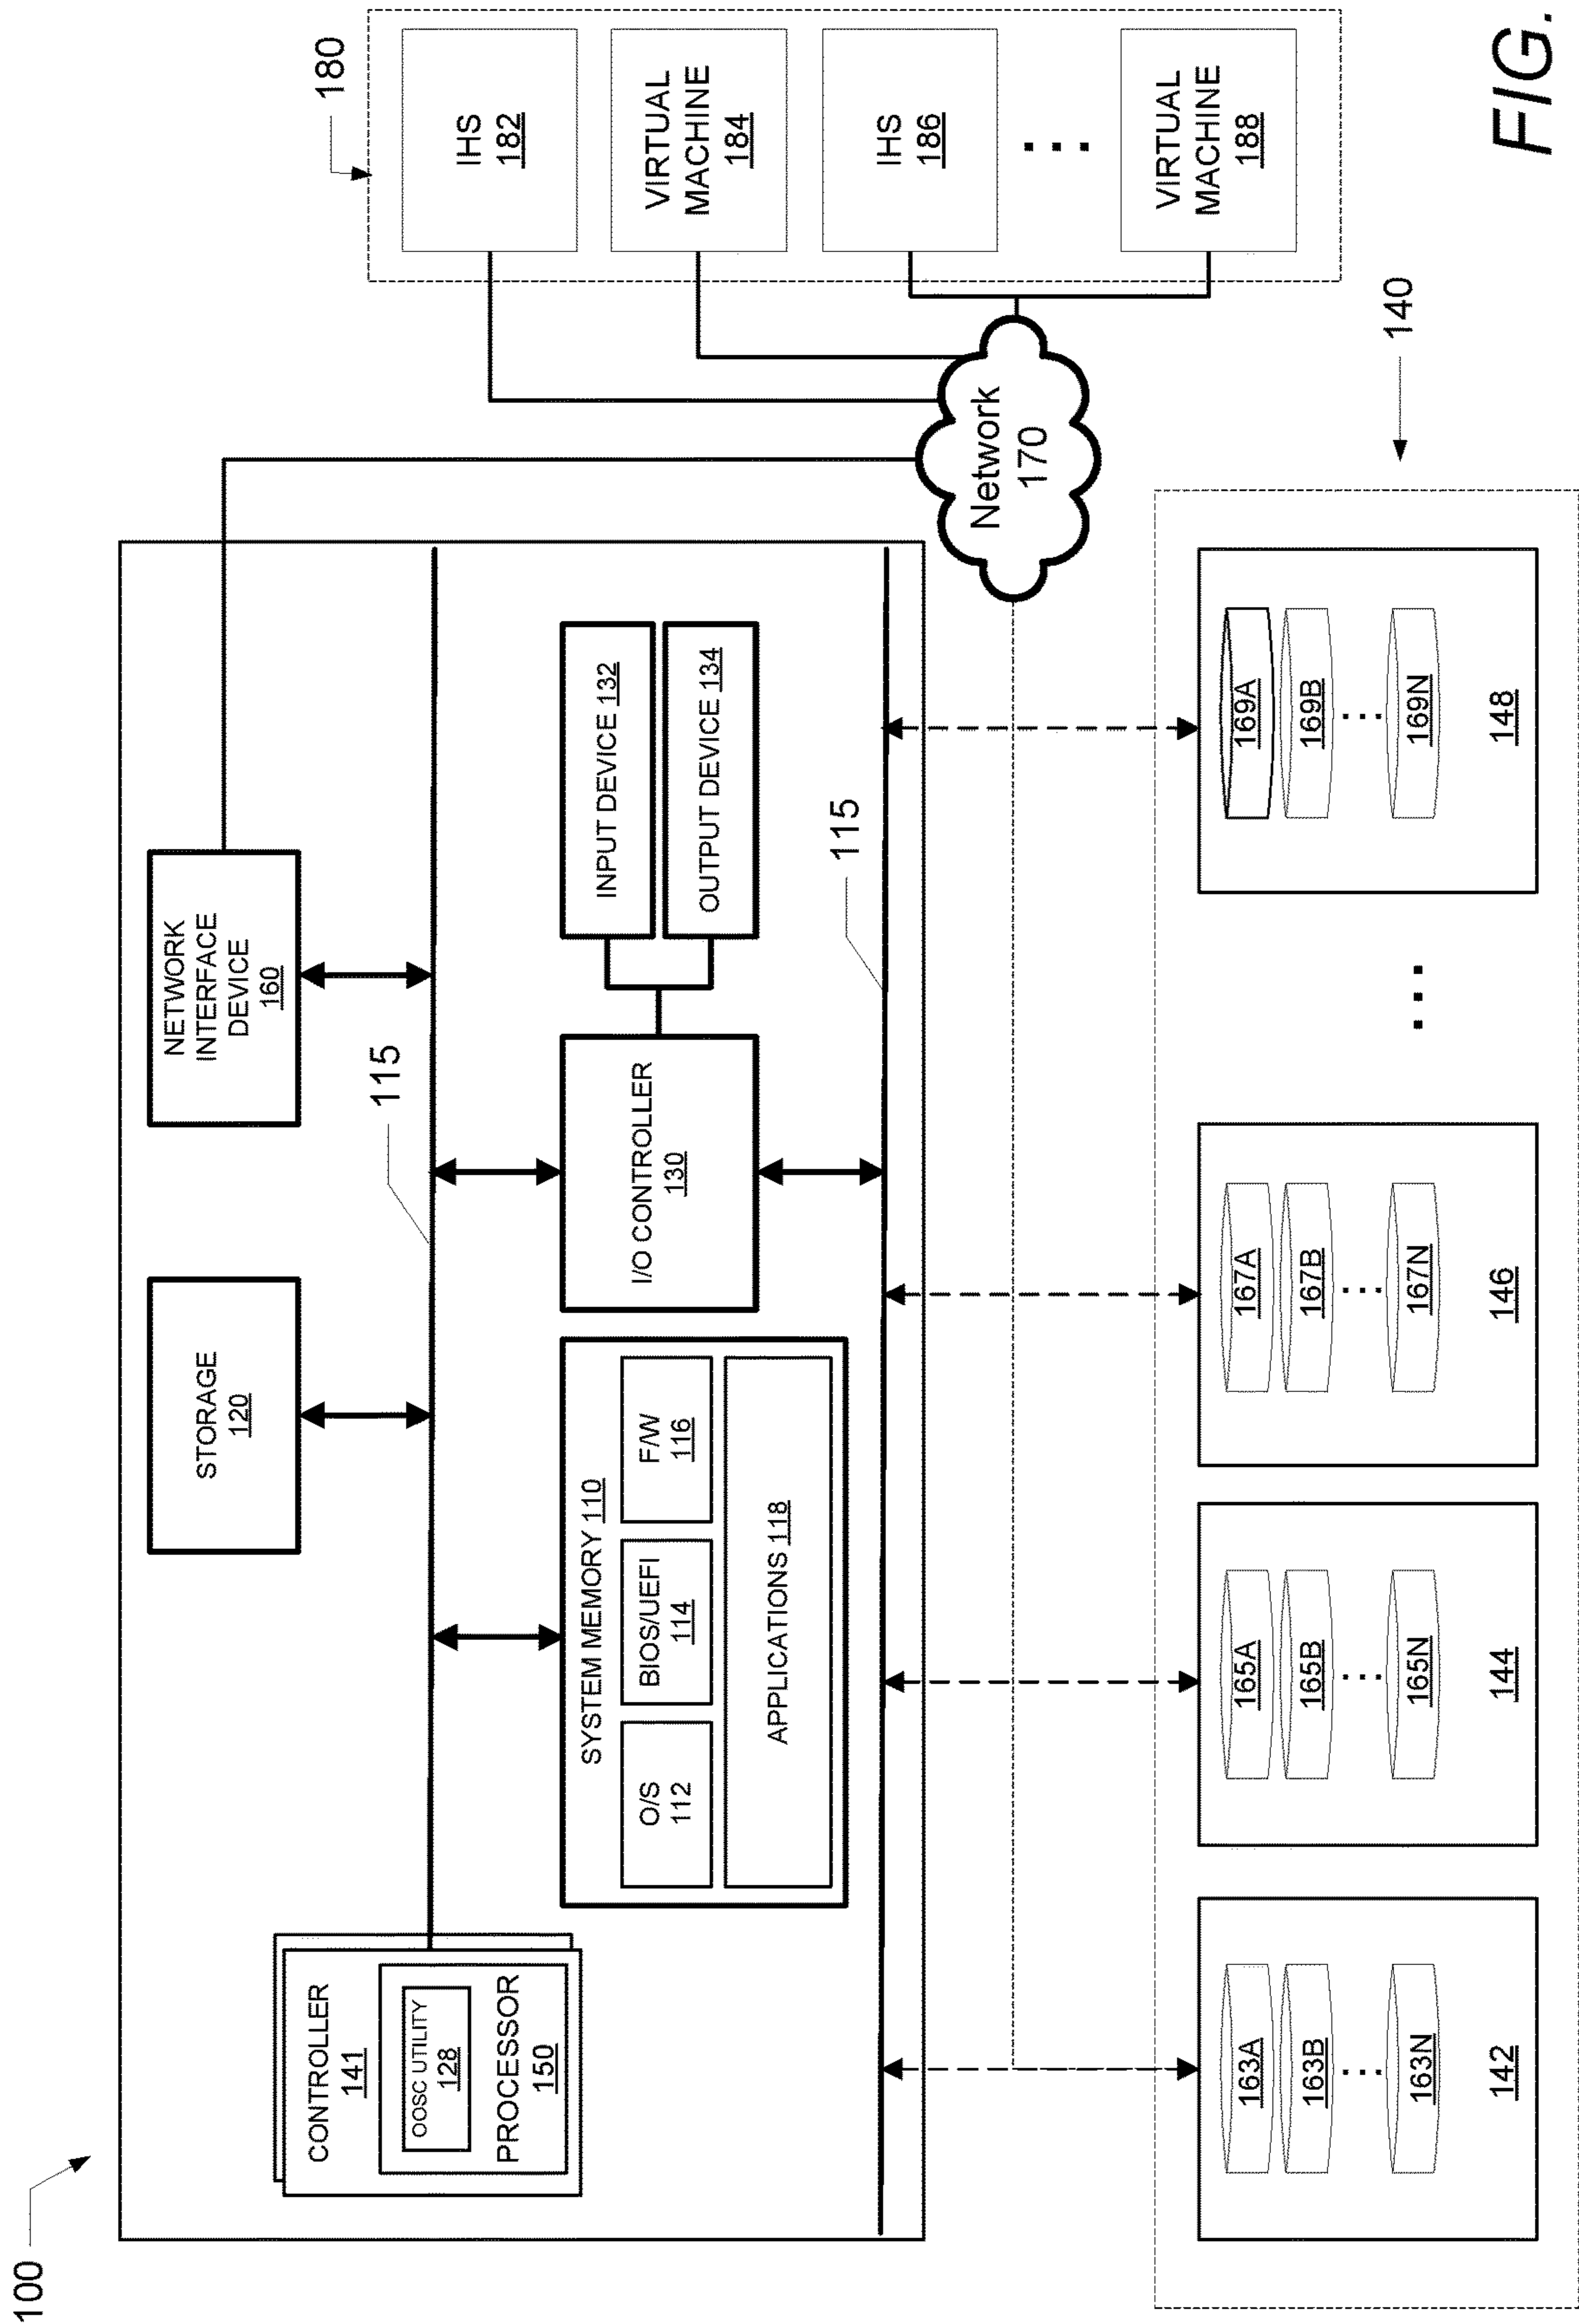 100
CONTROLLER
141
OOSC UTILITY
128
PROCESSOR
150
STORAGE
120
NETWORK
INTERFACE
DEVICE
160
115
SYSTEM MEMORY 110
O/S
112
BIOS/UEFI
114
F/W
116
APPLICATIONS 118
I/O CONTROLLER
130
INPUT DEVICE 132
OUTPUT DEVICE 134
115
Network
170
180
IHS
182
VIRTUAL
MACHINE
184
IHS
186
...
VIRTUAL
MACHINE
188
140
163A
163B
...
163N
142
165A
165B
...
165N
144
167A
167B
...
167N
146
...
169A
169B
...
169N
148
FIG.